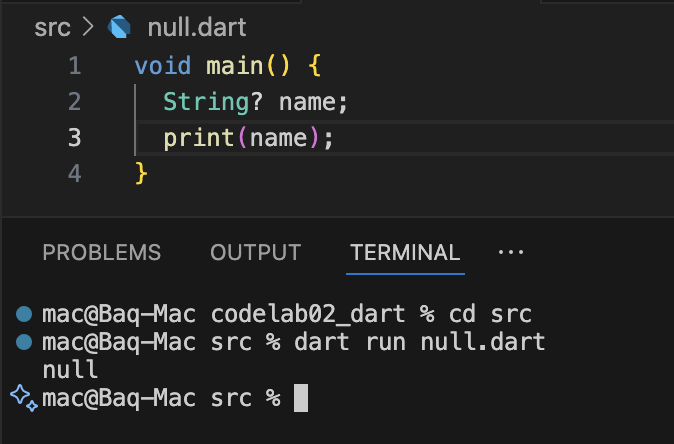 src > null.dart
1 void main() {
2 String? name;
3 print(name);
4 }
PROBLEMS OUTPUT TERMINAL ...
mac@Baq-Mac codelab02_dart % cd src
mac@Baq-Mac src % dart run null.dart
null
mac@Baq-Mac src %